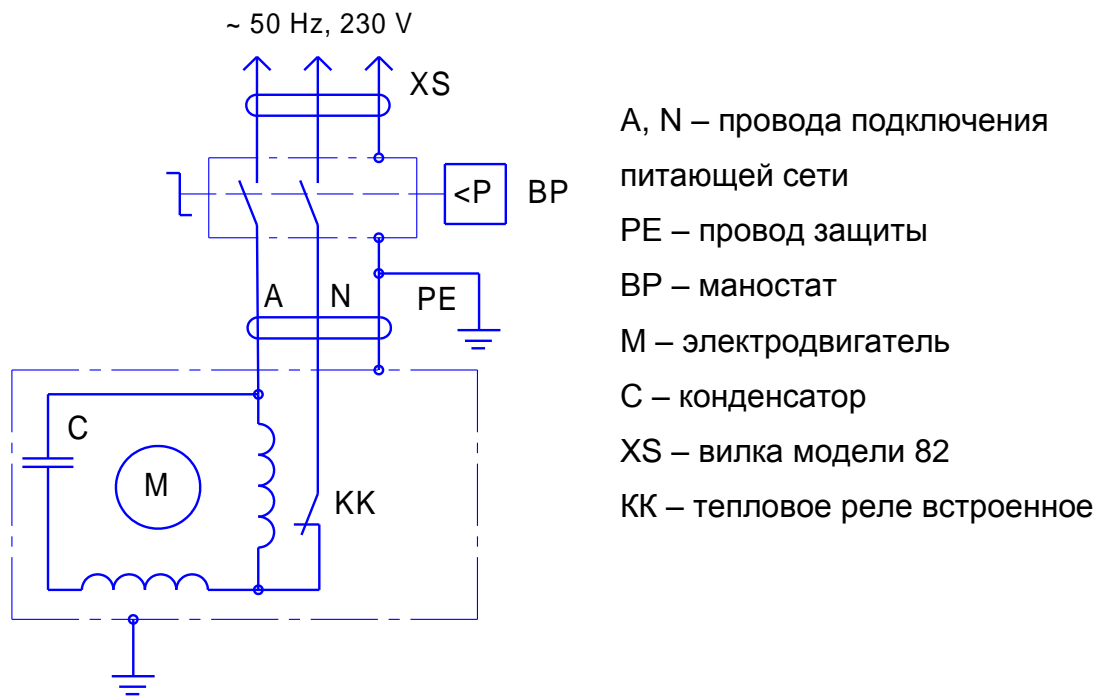 ~ 50 Hz, 230 V
XS
<P
BP
A
N
PE
C
M
KK
A, N – провода подключения
питающей сети
PE – провод защиты
BP – маностат
M – электродвигатель
C – конденсатор
XS – вилка модели 82
КК – тепловое реле встроенное